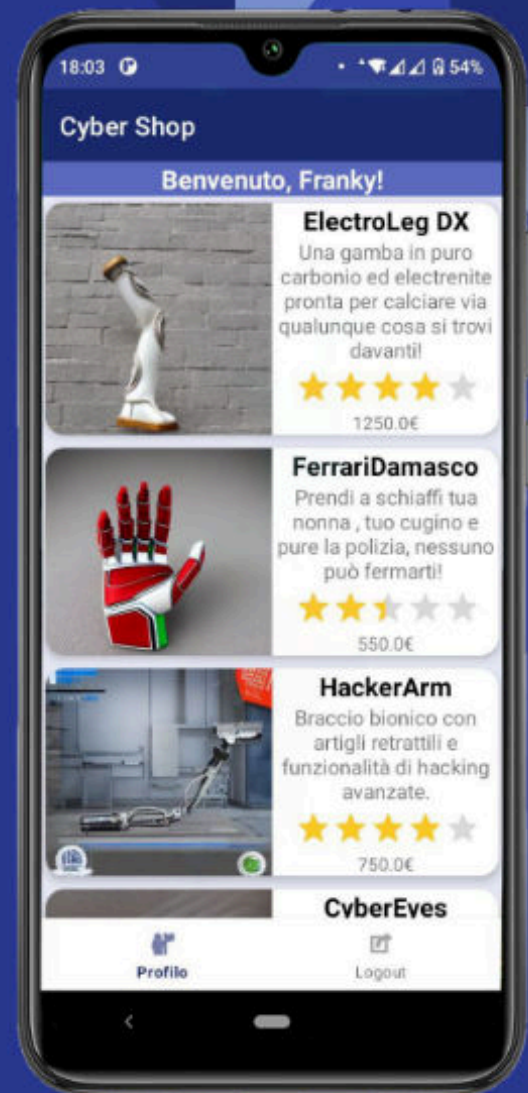 18:03
54%
Cyber Shop
Benvenuto, Franky!
ElectroLeg DX
Una gamba in puro
carbonio ed electrenite
pronta per calciare via
qualunque cosa si trovi
davanti!
1250.0€
FerrariDamasco
Prendi a schiaffi tua
nonna , tuo cugino e
pure la polizia, nessuno
può fermarti!
550.0€
HackerArm
Braccio bionico con
artigli retrattili e
funzionalità di hacking
avanzate.
750.0€
CyberEyes
Profilo
Logout